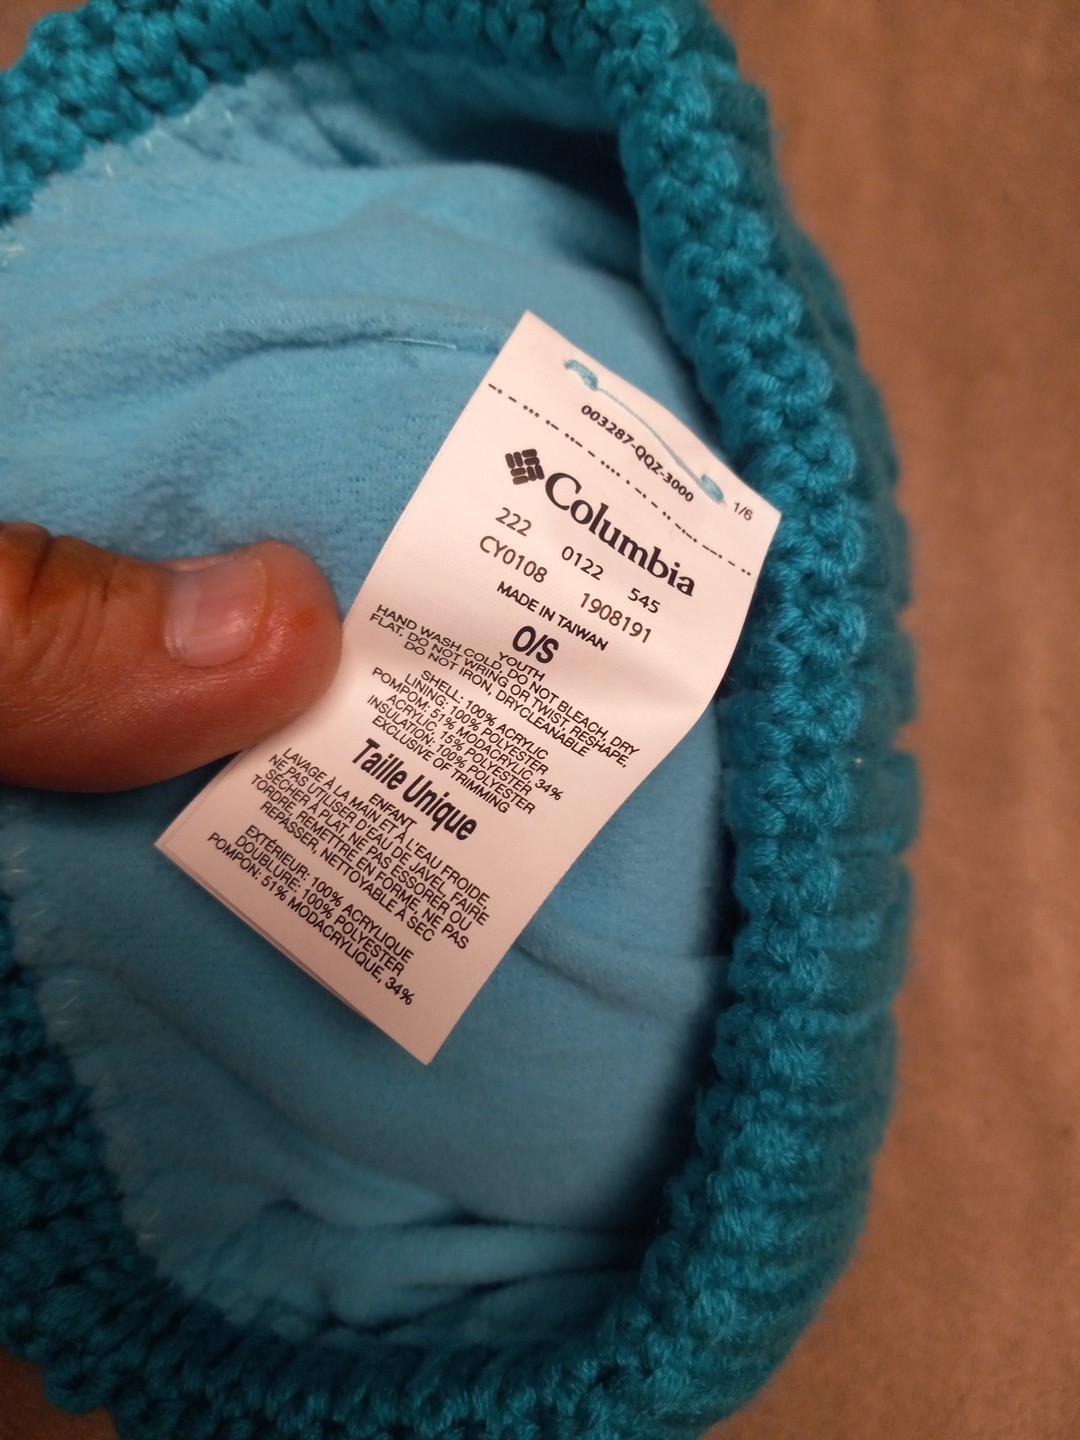 003287-QQZ-3000
1/6
Columbia
222 0122 545
CY0108 1908191
MADE IN TAIWAN
O/S
YOUTH
HAND WASH COLD, DO NOT BLEACH, DRY
FLAT, DO NOT WRING OR TWIST, RESHAPE,
DO NOT IRON, DRYCLEANABLE
SHELL: 100% ACRYLIC
LINING: 100% POLYESTER
POMPOM: 51% MODACRYLIC, 34%
ACRYLIC, 15% POLYESTER
INSULATION: 100% POLYESTER
EXCLUSIVE OF TRIMMING
Taille Unique
ENFANT
LAVAGE À LA MAIN ET À L'EAU FROIDE,
NE PAS UTILISER D'EAU DE JAVEL, FAIRE
SÉCHER À PLAT, NE PAS ESSORER OU
TORDRE, REMETTRE EN FORME, NE PAS
REPASSER, NETTOYABLE À SEC
EXTÉRIEUR: 100% ACRYLIQUE
DOUBLURE: 100% POLYESTER
POMPON: 51% MODACRYLIQUE, 34%